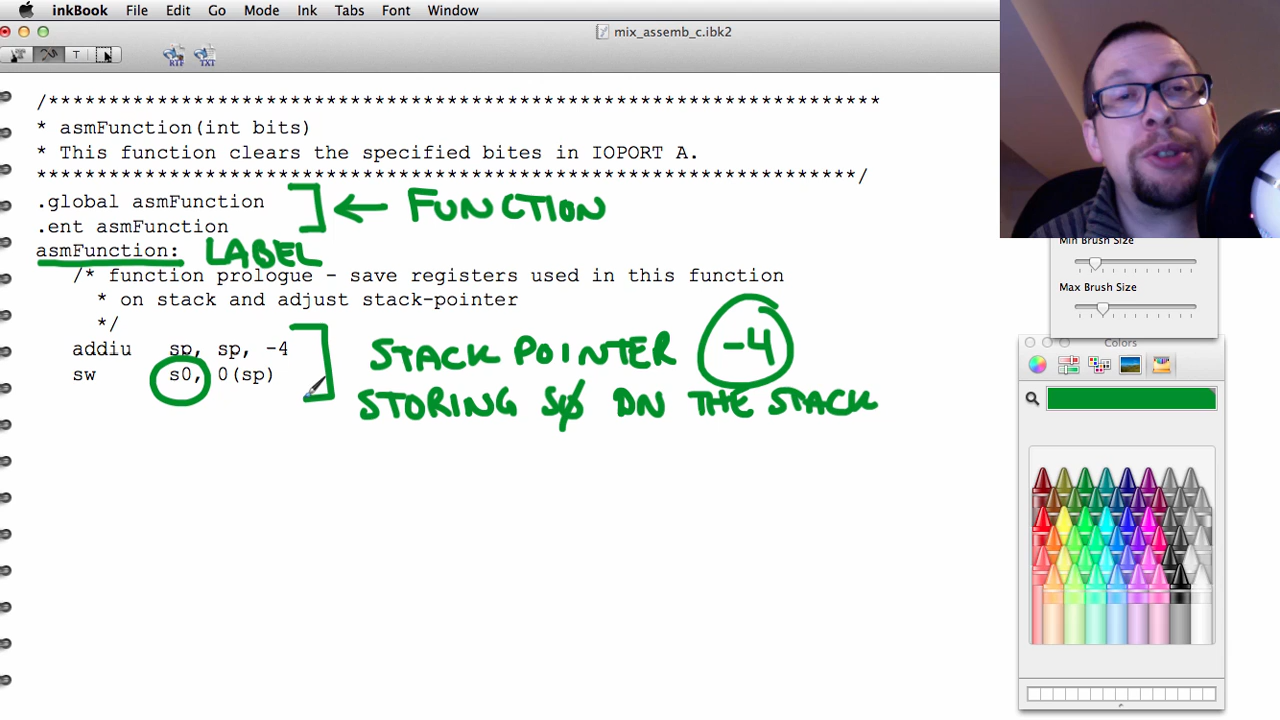 inkBook File Edit Go Mode Ink Tabs Font Window
mix_assemb_c.ibk2
T RTF TXT
/*********************************************************************
* asmFunction(int bits)
* This function clears the specified bites in IOPORT A.
********************************************************************/
.global asmFunction
← FUNCTION
.ent asmFunction
asmFunction: LABEL
/* function prologue - save registers used in this function
* on stack and adjust stack-pointer
*/
addiu sp, sp, -4
STACK POINTER -4
sw s0, 0(sp)
STORING S0 ON THE STACK
Min Brush Size
Max Brush Size
Colors